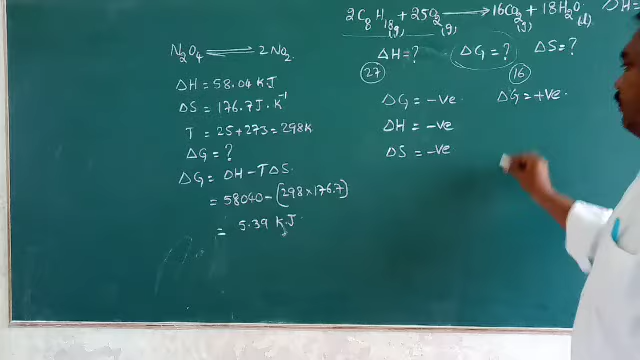 N₂O₄ ⇌ 2NO₂
ΔH = 58.04 KJ
ΔS = 176.7 J·K⁻¹
T = 25+273 = 298K
ΔG = ?
ΔG = ΔH - TΔS
= 58040 - (298 × 176.7)
= 5.39 KJ
2C₈H₁₈(g) + 25O₂(g) → 16CO₂(g) + 18H₂O(l)
ΔH =
ΔH = ? ΔG = ? ΔS = ?
27 16
ΔG = -ve ΔG = +ve
ΔH = -ve
ΔS = -ve